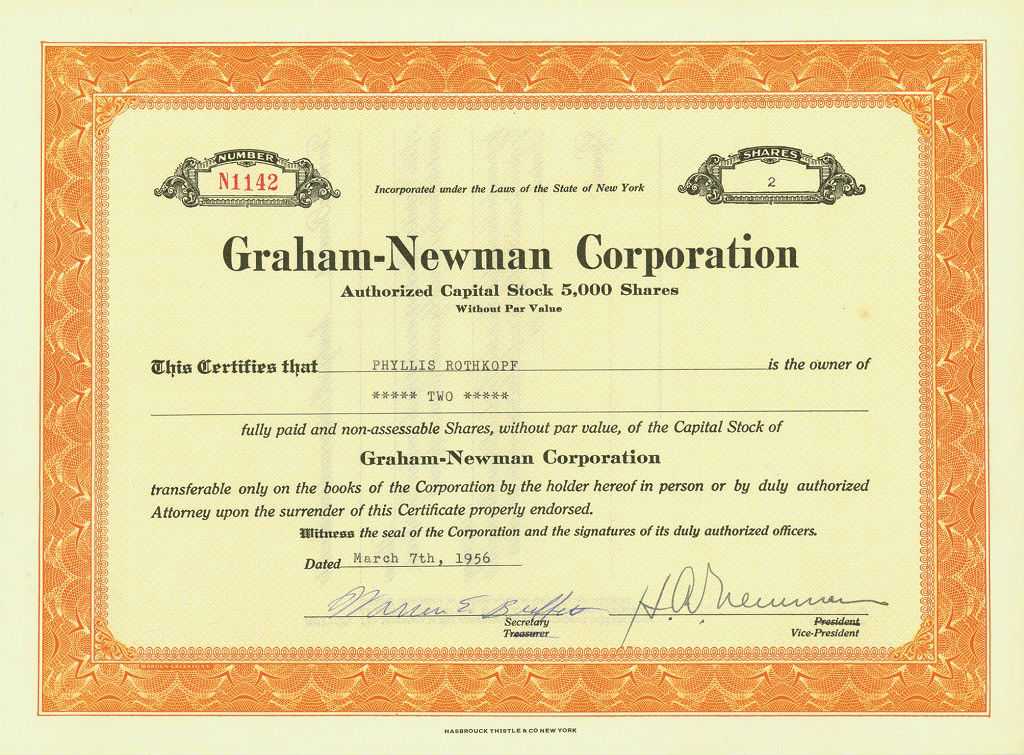 NUMBER
N1142
SHARES
2
Incorporated under the Laws of the State of New York
Graham-Newman Corporation
Authorized Capital Stock 5,000 Shares
Without Par Value
This Certifies that PHYLLIS ROTHKOPF is the owner of
***** TWO *****
fully paid and non-assessable Shares, without par value, of the Capital Stock of
Graham-Newman Corporation
transferable only on the books of the Corporation by the holder hereof in person or by duly authorized
Attorney upon the surrender of this Certificate properly endorsed.
Witness the seal of the Corporation and the signatures of its duly authorized officers.
Dated March 7th, 1956
Warren E. Buffett H.A. Newman
Secretary President
Treasurer Vice-President
HASBROUCK THISTLE & CO NEW YORK